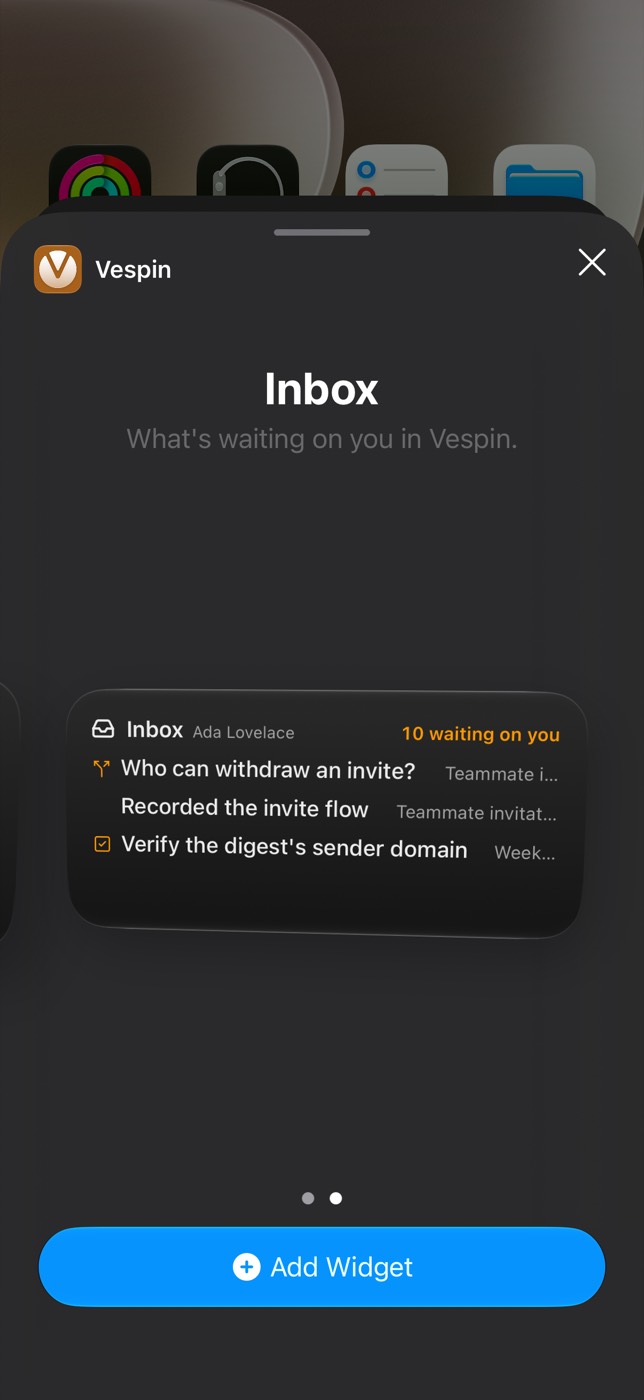 Vespin
Inbox
What's waiting on you in Vespin.
Inbox Ada Lovelace 10 waiting on you
Who can withdraw an invite? Teammate i...
Recorded the invite flow Teammate invitat...
Verify the digest's sender domain Week...
Add Widget